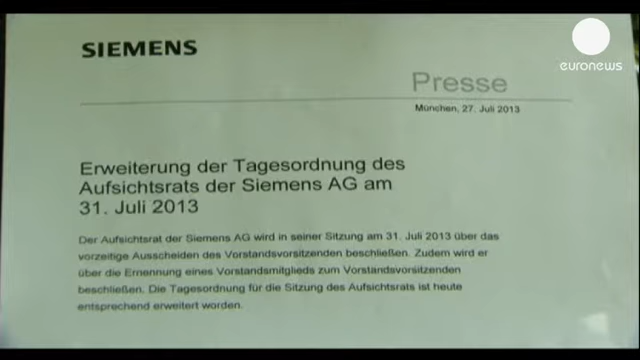 SIEMENS
euronews
Presse
München, 27. Juli 2013
Erweiterung der Tagesordnung des
Aufsichtsrats der Siemens AG am
31. Juli 2013
Der Aufsichtsrat der Siemens AG wird in seiner Sitzung am 31. Juli 2013 über das
vorzeitige Ausscheiden des Vorstandsvorsitzenden beschließen. Zudem wird er
über die Ernennung eines Vorstandsmitglieds zum Vorstandsvorsitzenden
beschließen. Die Tagesordnung für die Sitzung des Aufsichtsrats ist heute
entsprechend erweitert worden.